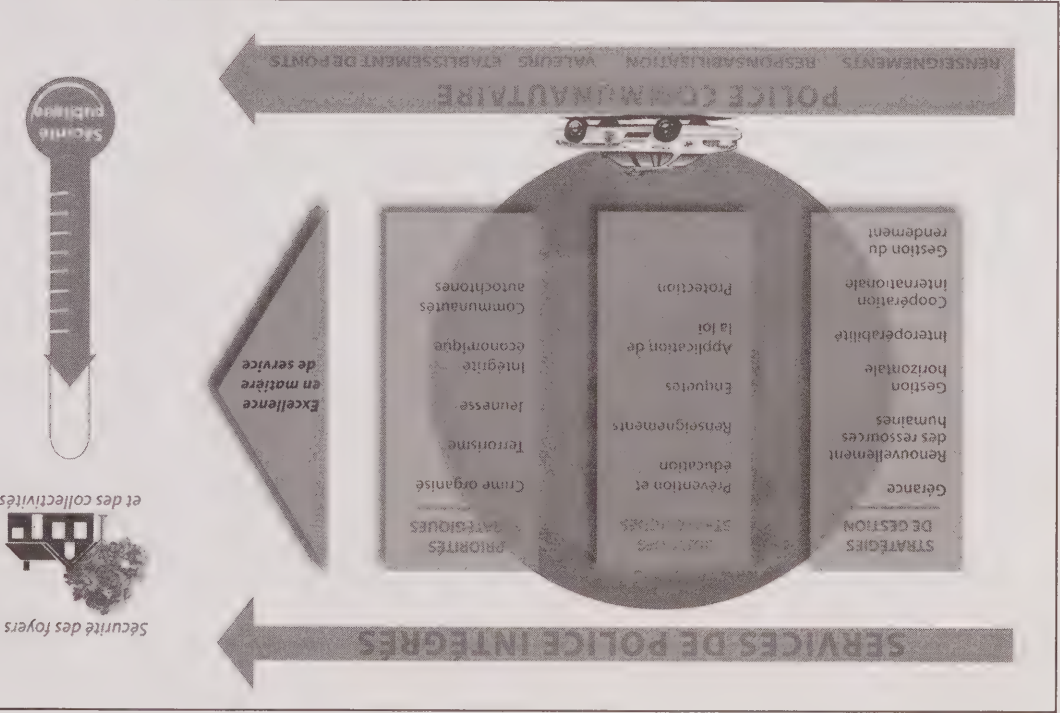 SERVICES DE POLICE INTÉGRÉS
STRATÉGIES
DE GESTION
Gérance
Renouvellement
des ressources
humaines
Gestion
horizontale
Interopérabilité
Coopération
internationale
Gestion du
rendement
Prévention et
éducation
Renseignements
Enquêtes
Application de
la loi
Protection
PRIORITÉS
STRATÉGIQUES
Crime organisé
Terrorisme
Jeunesse
Intégrité
économique
Communautés
autochtones
Excellence
en matière
de service
POLICE COMMUNAUTAIRE
RENSEIGNEMENTS RESPONSABILISATION VALEURS ÉTABLISSEMENT DE PONTS
Sécurité des foyers
et des collectivités
Sécurité
publique